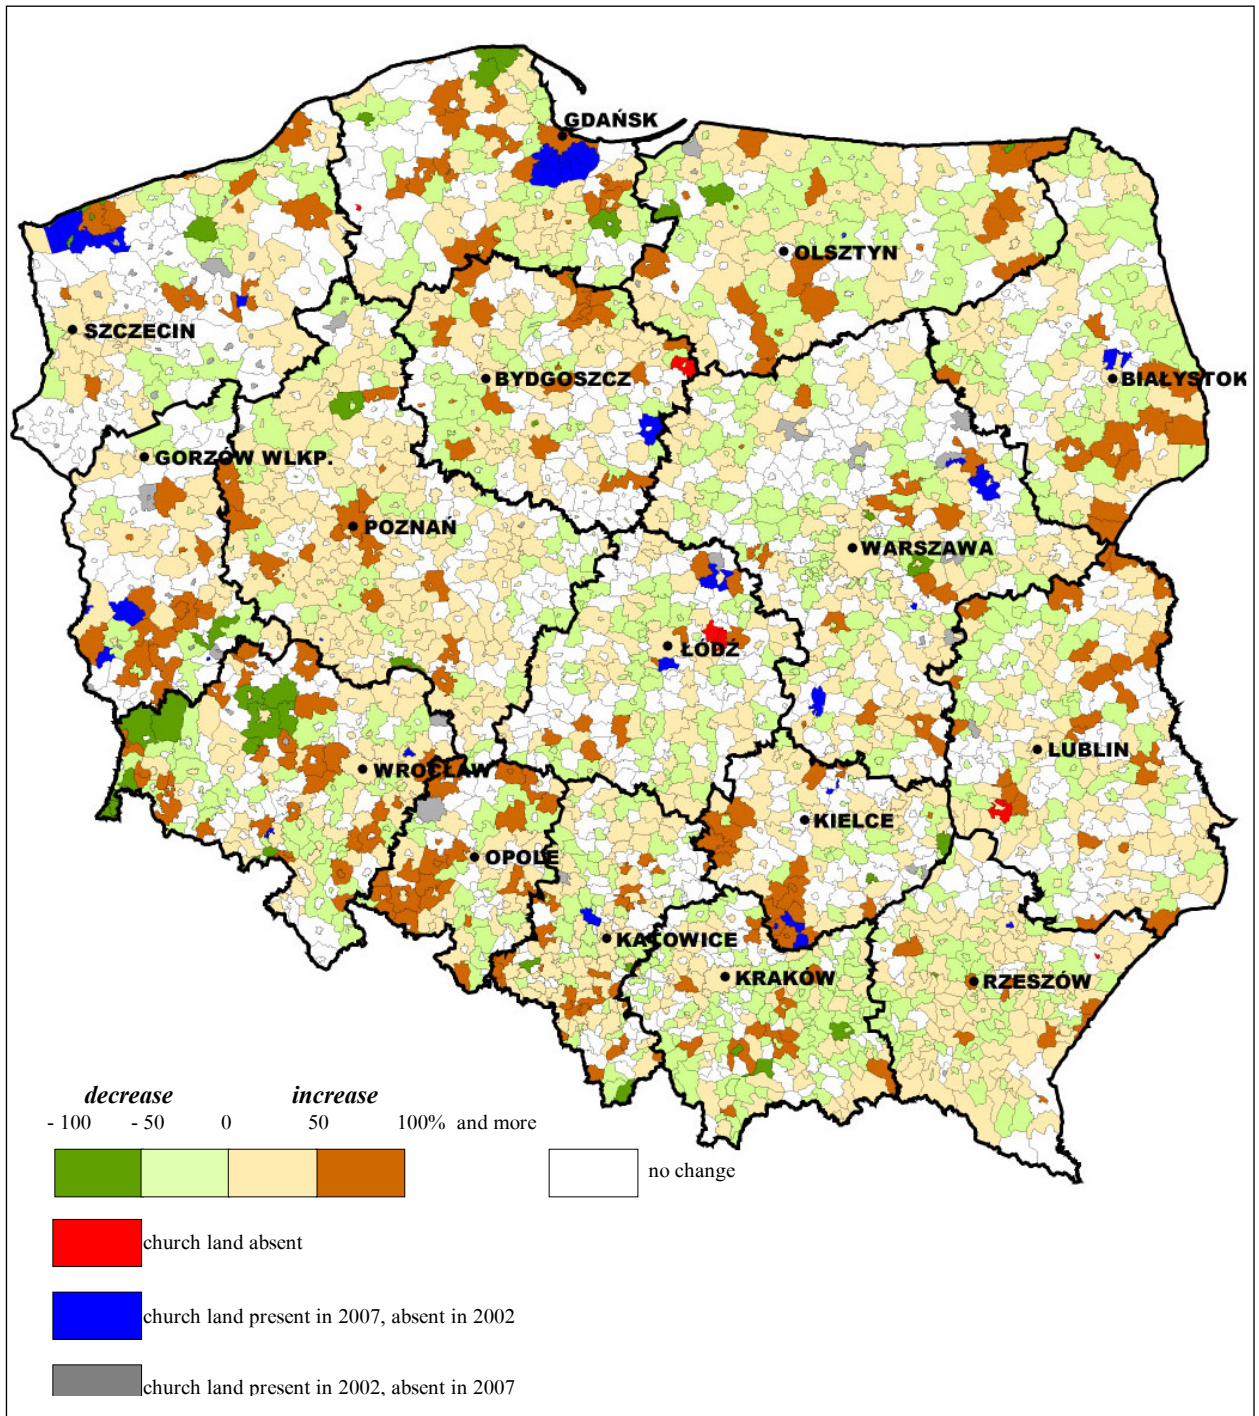 GDAŃSK
OLSZTYN
SZCZECIN
BYDGOSZCZ
BIAŁYSTOK
GORZÓW WLKP.
POZNAŃ
WARSZAWA
ŁÓDŹ
LUBLIN
WROCŁAW
KIELCE
OPOLE
KATOWICE
KRAKÓW
RZESZÓW
decrease increase
- 100 - 50 0 50 100% and more
no change
church land absent
church land present in 2007, absent in 2002
church land present in 2002, absent in 2007